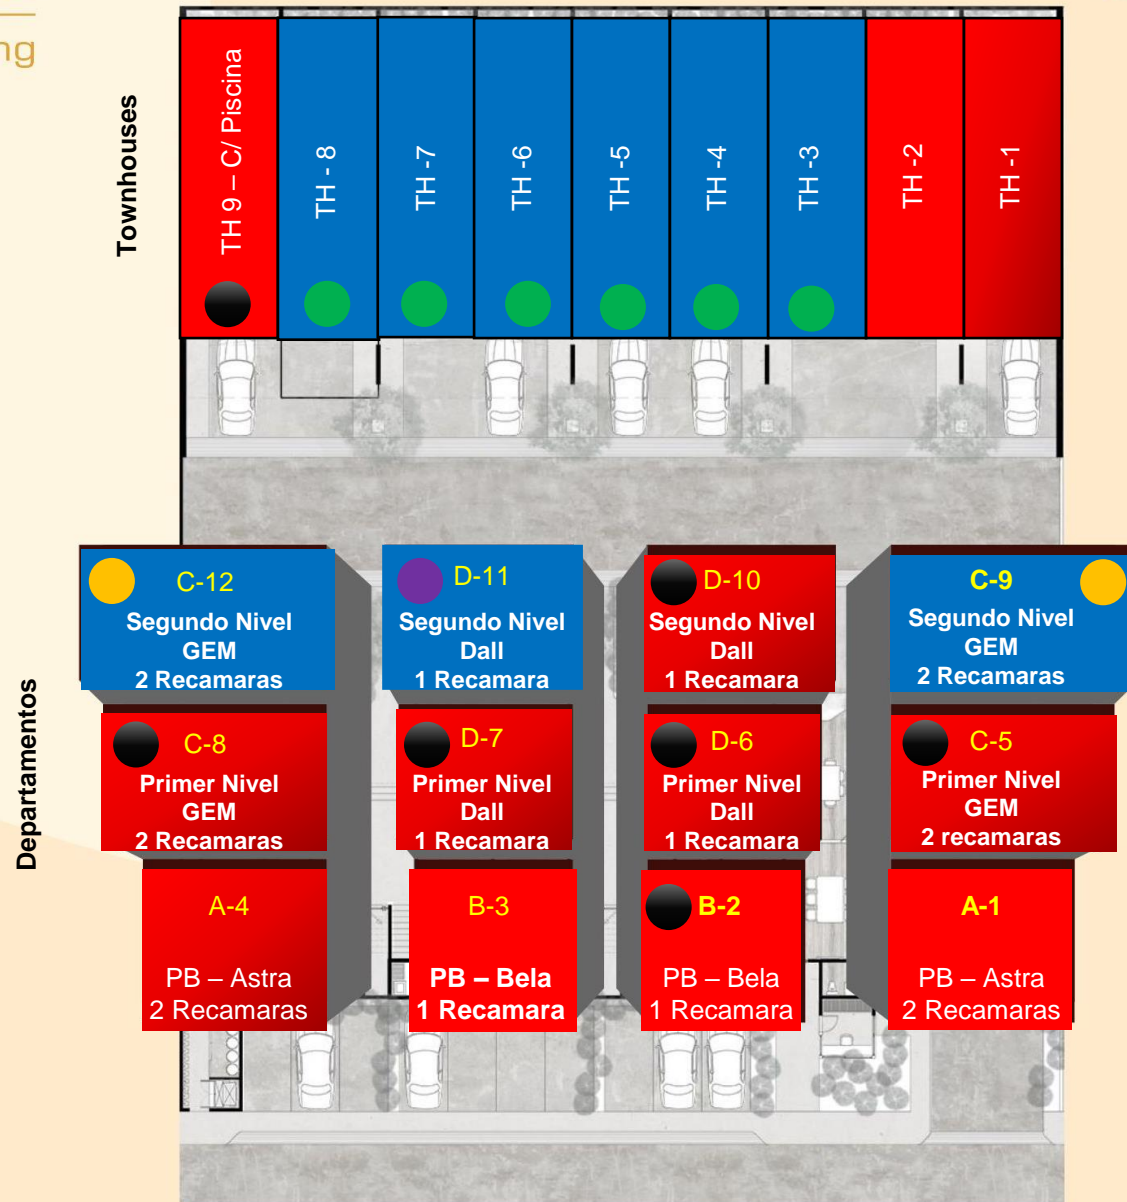 ng
Townhouses
TH 9 – C/ Piscina
TH - 8
TH -7
TH -6
TH -5
TH -4
TH -3
TH -2
TH -1
Departamentos
C-12
Segundo Nivel
GEM
2 Recamaras
D-11
Segundo Nivel
Dall
1 Recamara
D-10
Segundo Nivel
Dall
1 Recamara
C-9
Segundo Nivel
GEM
2 Recamaras
C-8
Primer Nivel
GEM
2 Recamaras
D-7
Primer Nivel
Dall
1 Recamara
D-6
Primer Nivel
Dall
1 Recamara
C-5
Primer Nivel
GEM
2 recamaras
A-4
PB – Astra
2 Recamaras
B-3
PB – Bela
1 Recamara
B-2
PB – Bela
1 Recamara
A-1
PB – Astra
2 Recamaras